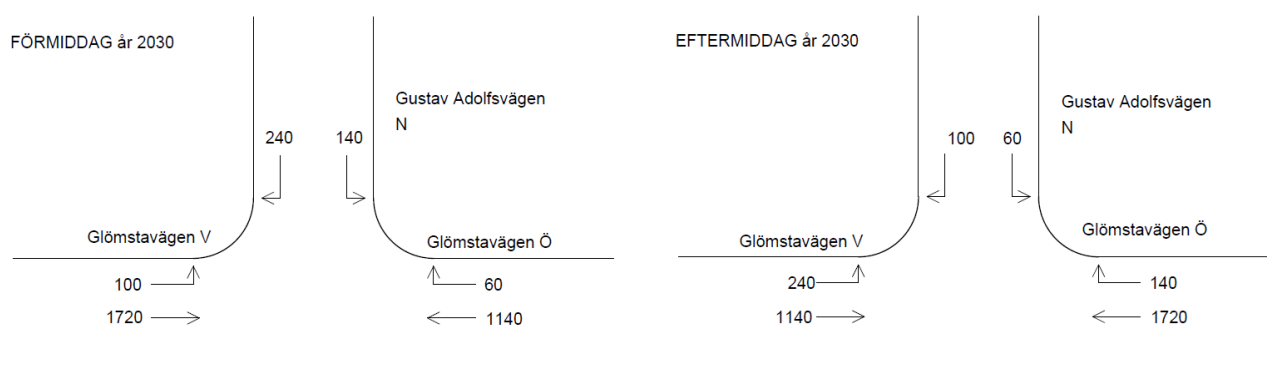 FÖRMIDDAG år 2030
Gustav Adolfsvägen
N
240
140
Glömstavägen V
Glömstavägen Ö
100
60
1720
1140
EFTERMIDDAG år 2030
Gustav Adolfsvägen
N
100
60
Glömstavägen V
Glömstavägen Ö
240
140
1140
1720